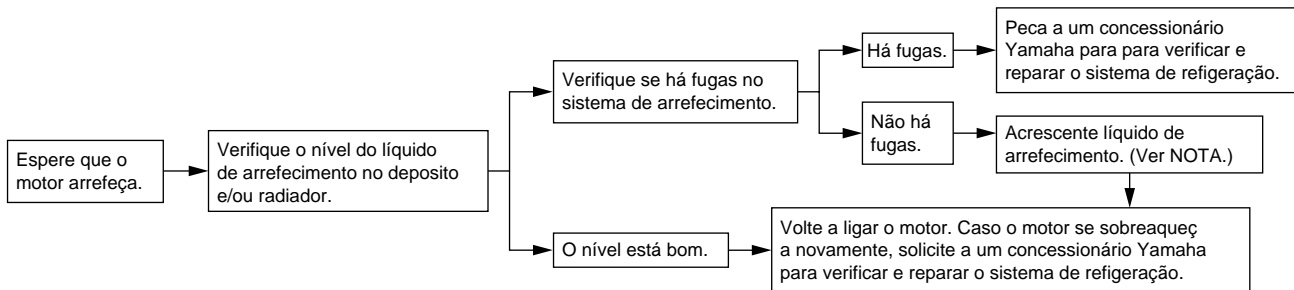 Espere que o
motor arrefeça.
Verifique o nível do líquido
de arrefecimento no deposito
e/ou radiador.
Verifique se há fugas no
sistema de arrefecimento.
Há fugas.
Peca a um concessionário
Yamaha para para verificar e
reparar o sistema de refigeração.
Não há
fugas.
Acrescente líquido de
arrefecimento. (Ver NOTA.)
O nível está bom.
Volte a ligar o motor. Caso o motor se sobreaqueç
a novamente, solicite a um concessionário Yamaha
para verificar e reparar o sistema de refigeração.